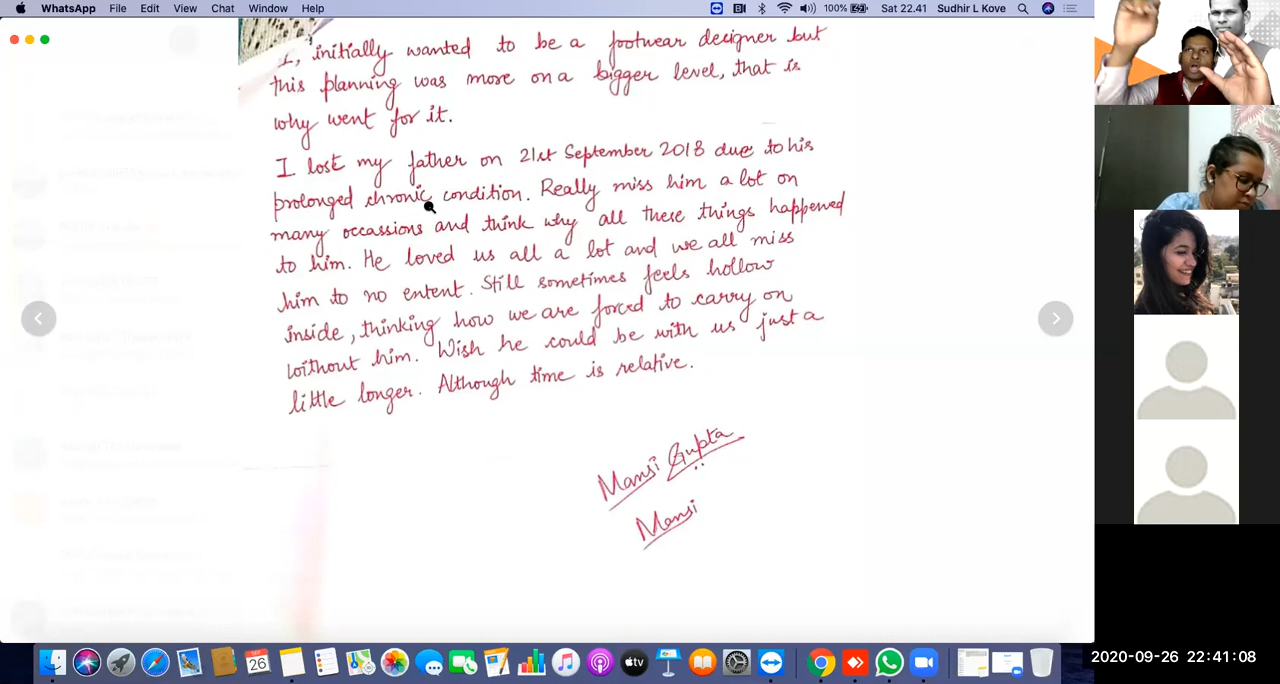 WhatsApp File Edit View Chat Window Help 100% Sat 22.41 Sudhir L Kove
I, initially wanted to be a footwear designer but
this planning was more on a bigger level, that is
why went for it.
I lost my father on 21st September 2018 due to his
prolonged chronic condition. Really miss him a lot on
many occassions and think why all these things happened
to him. He loved us all a lot and we all miss
him to no entent. Still sometimes feels hollow
inside, thinking how we are forced to carry on
without him. Wish he could be with us just a
little longer. Although time is relative.
Mansi Gupta
Mansi
SEP
26
tv
2020-09-26 22:41:08